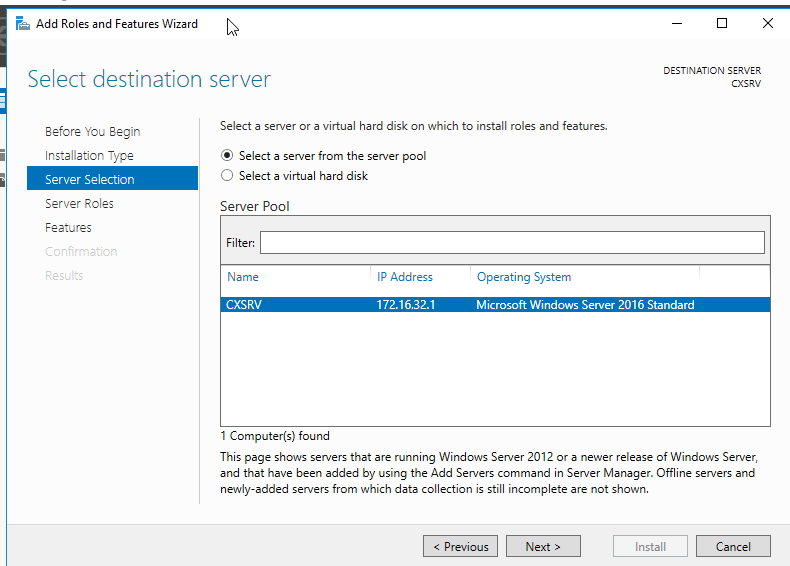 Add Roles and Features Wizard
Select destination server
DESTINATION SERVER
CXSRV
Before You Begin
Installation Type
Server Selection
Server Roles
Features
Confirmation
Results
Select a server or a virtual hard disk on which to install roles and features.
Select a server from the server pool
Select a virtual hard disk
Server Pool
Filter:
Name IP Address Operating System
CXSRV 172.16.32.1 Microsoft Windows Server 2016 Standard
1 Computer(s) found
This page shows servers that are running Windows Server 2012 or a newer release of Windows Server,
and that have been added by using the Add Servers command in Server Manager. Offline servers and
newly-added servers from which data collection is still incomplete are not shown.
< Previous Next > Install Cancel